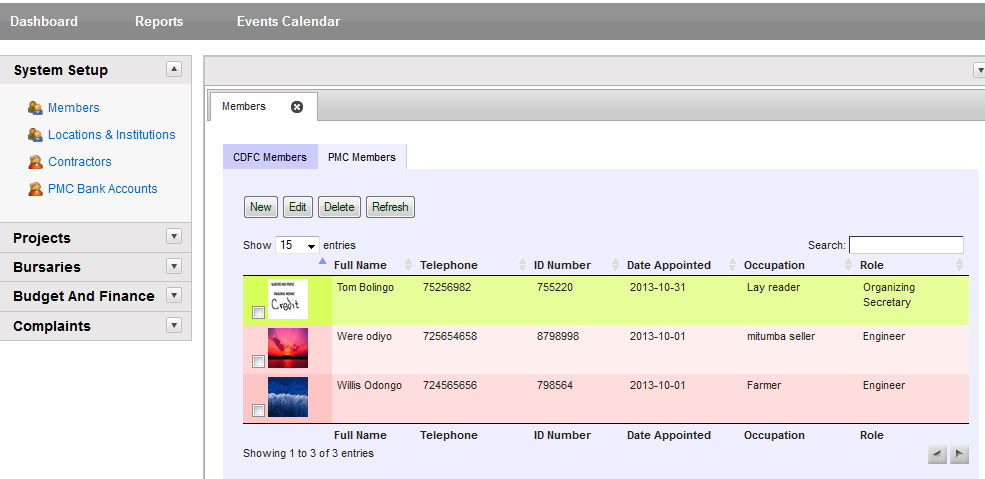 Dashboard Reports Events Calendar
System Setup
Members
Locations & Institutions
Contractors
PMC Bank Accounts
Projects
Bursaries
Budget And Finance
Complaints
Members
CDFC Members PMC Members
New Edit Delete Refresh
Show 15 entries Search:
Full Name Telephone ID Number Date Appointed Occupation Role
Credit
Tom Bolingo 75256982 755220 2013-10-31 Lay reader Organizing
Secretary
Were odiyo 725654658 8798998 2013-10-01 mitumba seller Engineer
Willis Odongo 724565656 798564 2013-10-01 Farmer Engineer
Full Name Telephone ID Number Date Appointed Occupation Role
Showing 1 to 3 of 3 entries